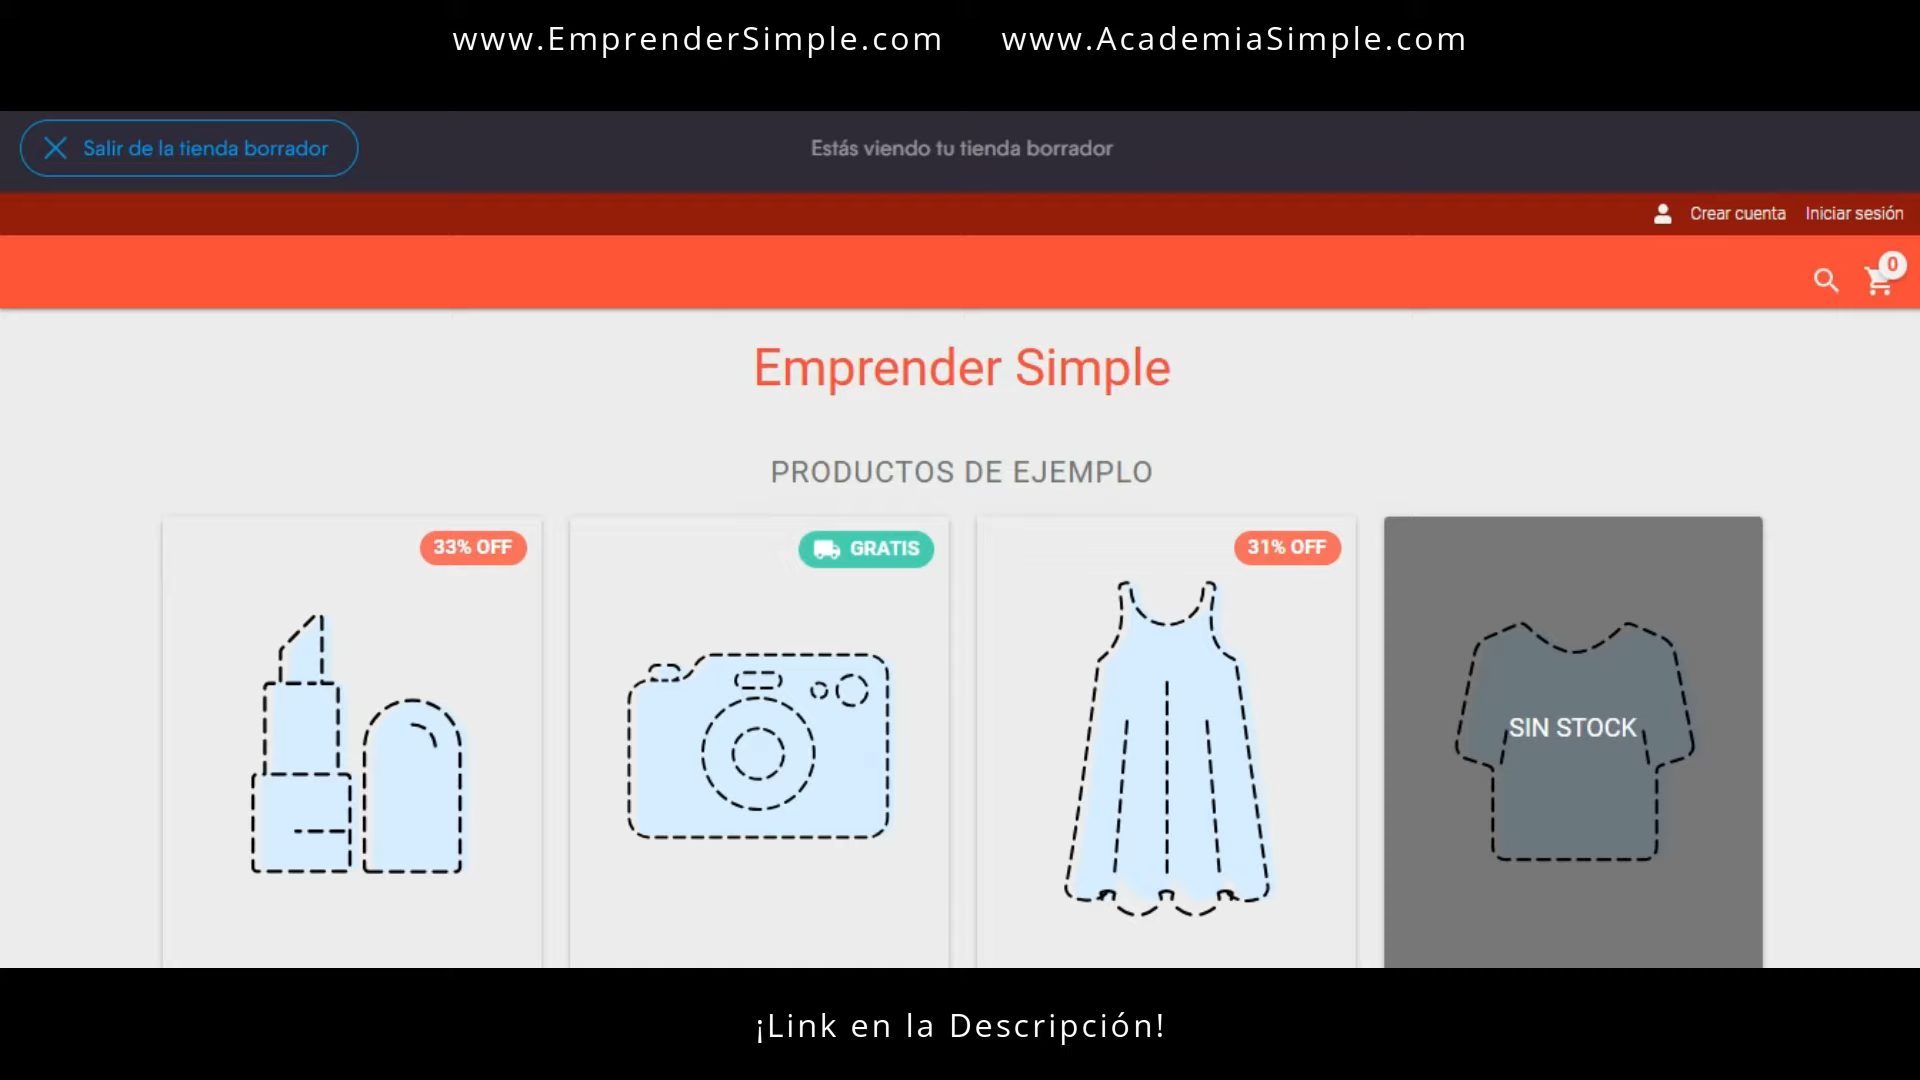 www.EmprenderSimple.com www.AcademiaSimple.com
Salir de la tienda borrador
Estás viendo tu tienda borrador
Crear cuenta Iniciar sesión
0
Emprender Simple
PRODUCTOS DE EJEMPLO
33% OFF
GRATIS
31% OFF
SIN STOCK
¡Link en la Descripción!